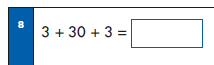 8
3 + 30 + 3 =